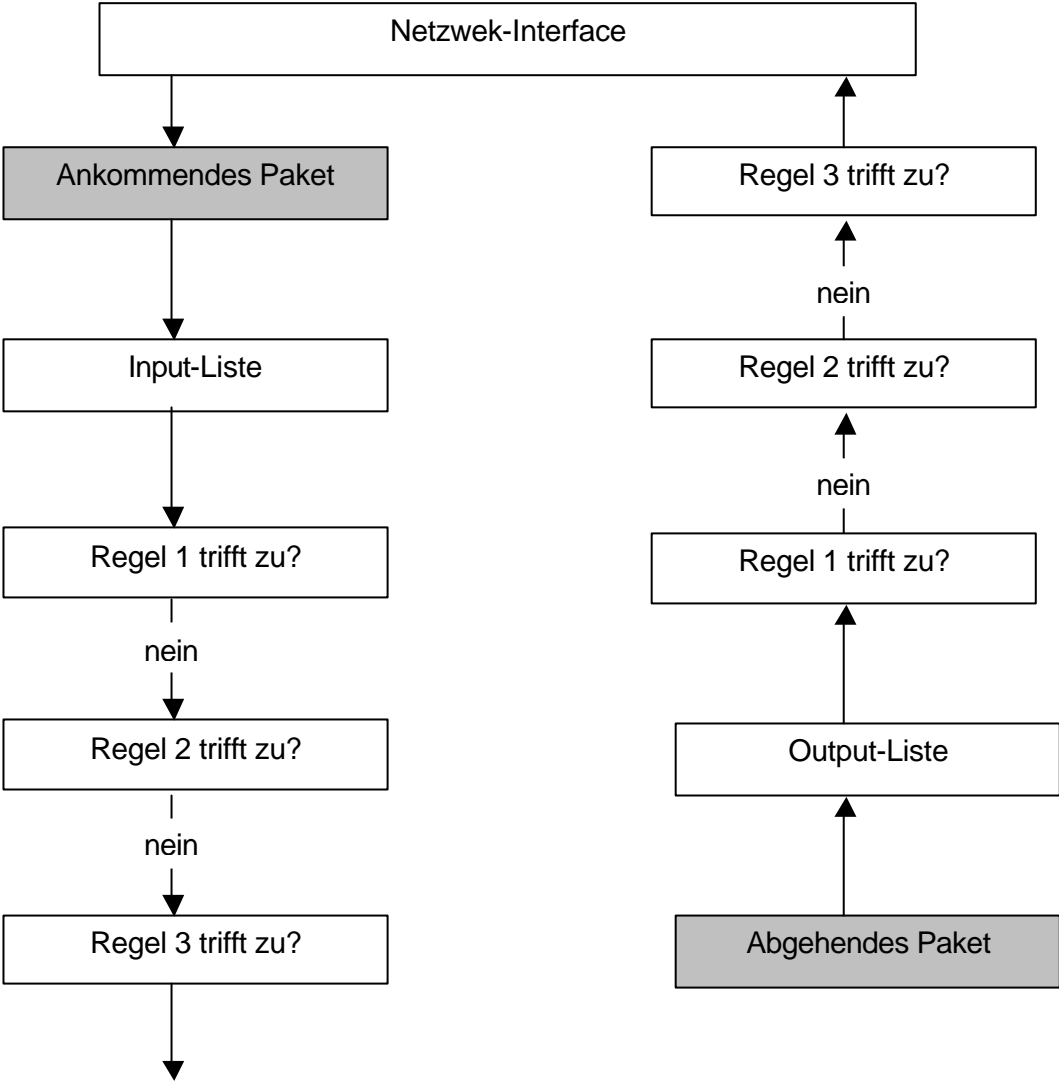 Netzwek-Interface
Ankommendes Paket
Input-Liste
Regel 1 trifft zu?
nein
Regel 2 trifft zu?
nein
Regel 3 trifft zu?
Regel 3 trifft zu?
nein
Regel 2 trifft zu?
nein
Regel 1 trifft zu?
Output-Liste
Abgehendes Paket